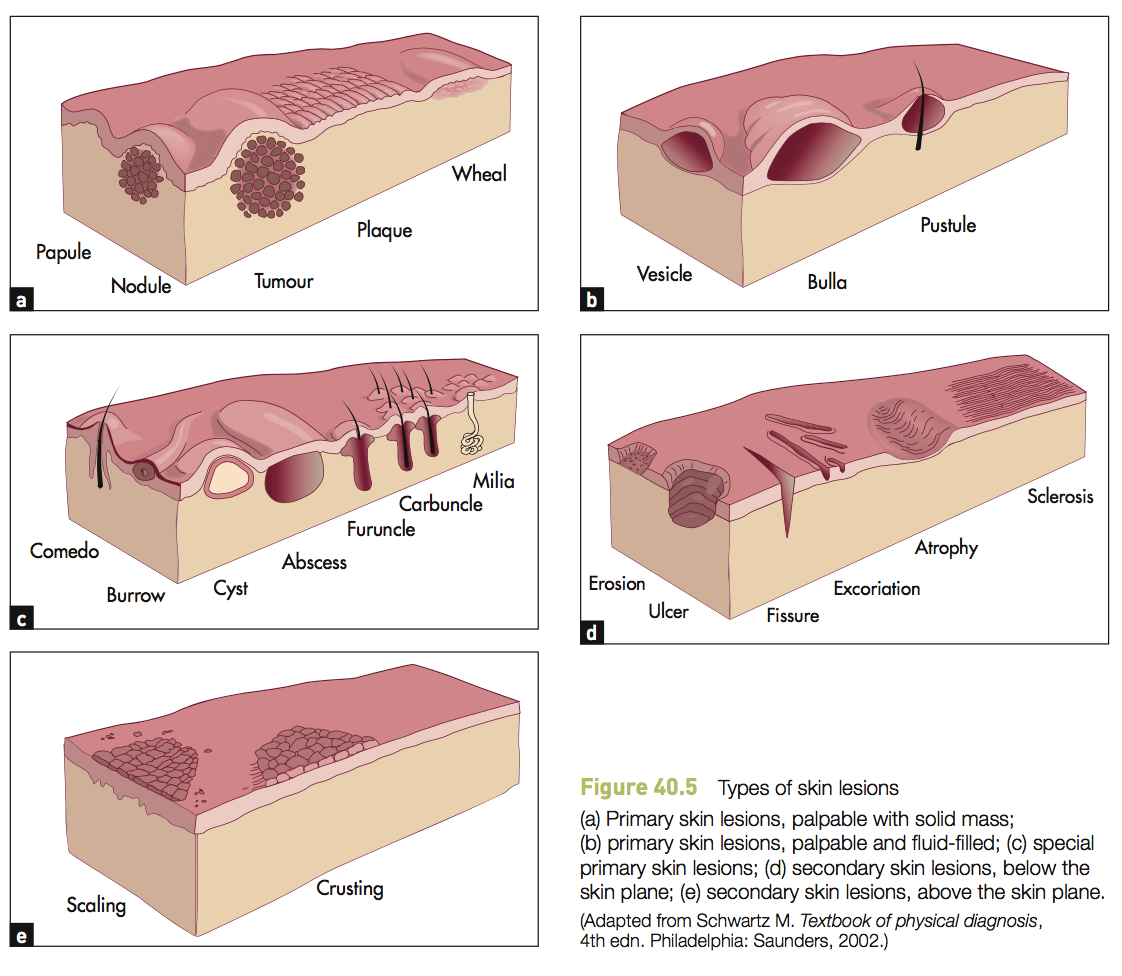 Papule
Nodule
Tumour
Plaque
Wheal
a
Vesicle
Bulla
Pustule
b
Comedo
Burrow
Cyst
Abscess
Furuncle
Carbuncle
Milia
c
Erosion
Ulcer
Fissure
Excoriation
Atrophy
Sclerosis
d
Scaling
Crusting
e
Figure 40.5 Types of skin lesions
(a) Primary skin lesions, palpable with solid mass;
(b) primary skin lesions, palpable and fluid-filled; (c) special
primary skin lesions; (d) secondary skin lesions, below the
skin plane; (e) secondary skin lesions, above the skin plane.
(Adapted from Schwartz M. Textbook of physical diagnosis,
4th edn. Philadelphia: Saunders, 2002.)